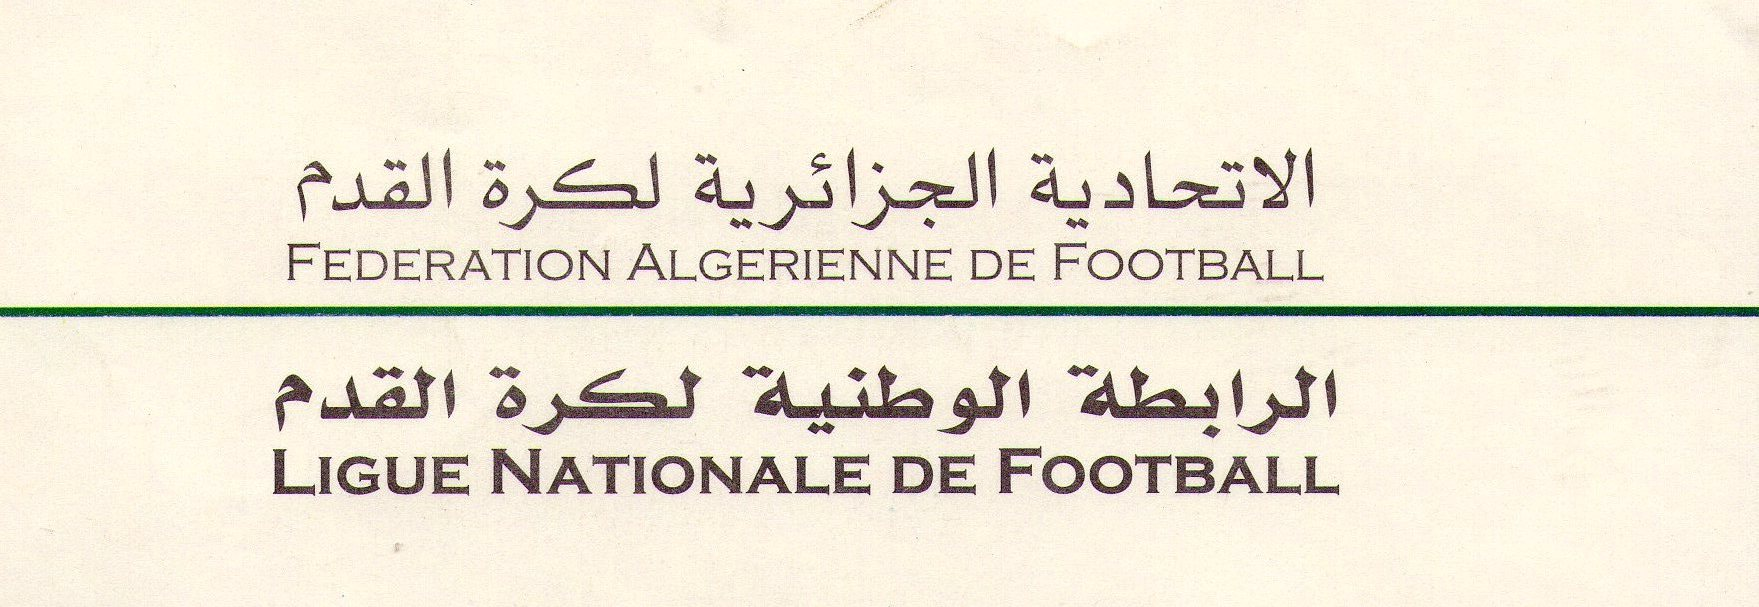 الاتحادية الجزائرية لكرة القدم
FEDERATION ALGERIENNE DE FOOTBALL
الرابطة الوطنية لكرة القدم
LIGUE NATIONALE DE FOOTBALL